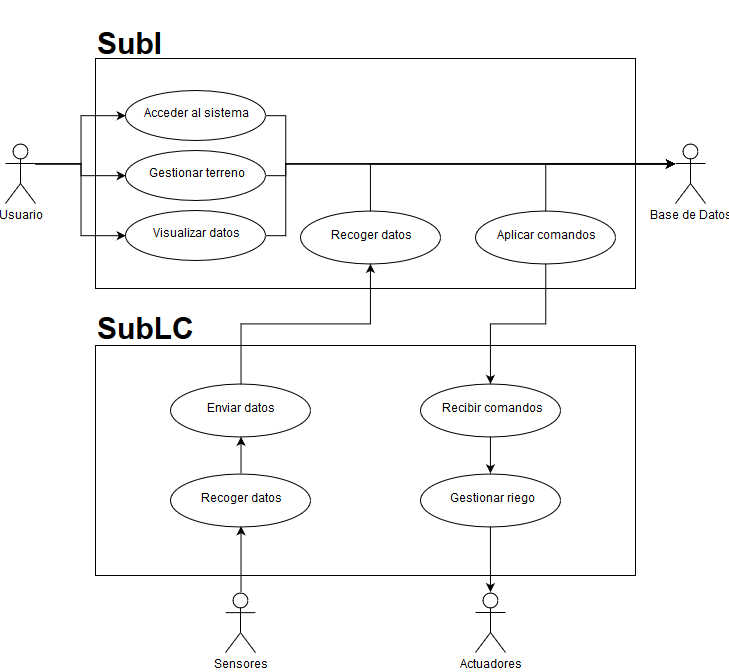 SubI
Acceder al sistema
Gestionar terreno
Usuario
Base de Datos
Visualizar datos
Recoger datos
Aplicar comandos
SubLC
Enviar datos
Recibir comandos
Recoger datos
Gestionar riego
Sensores
Actuadores